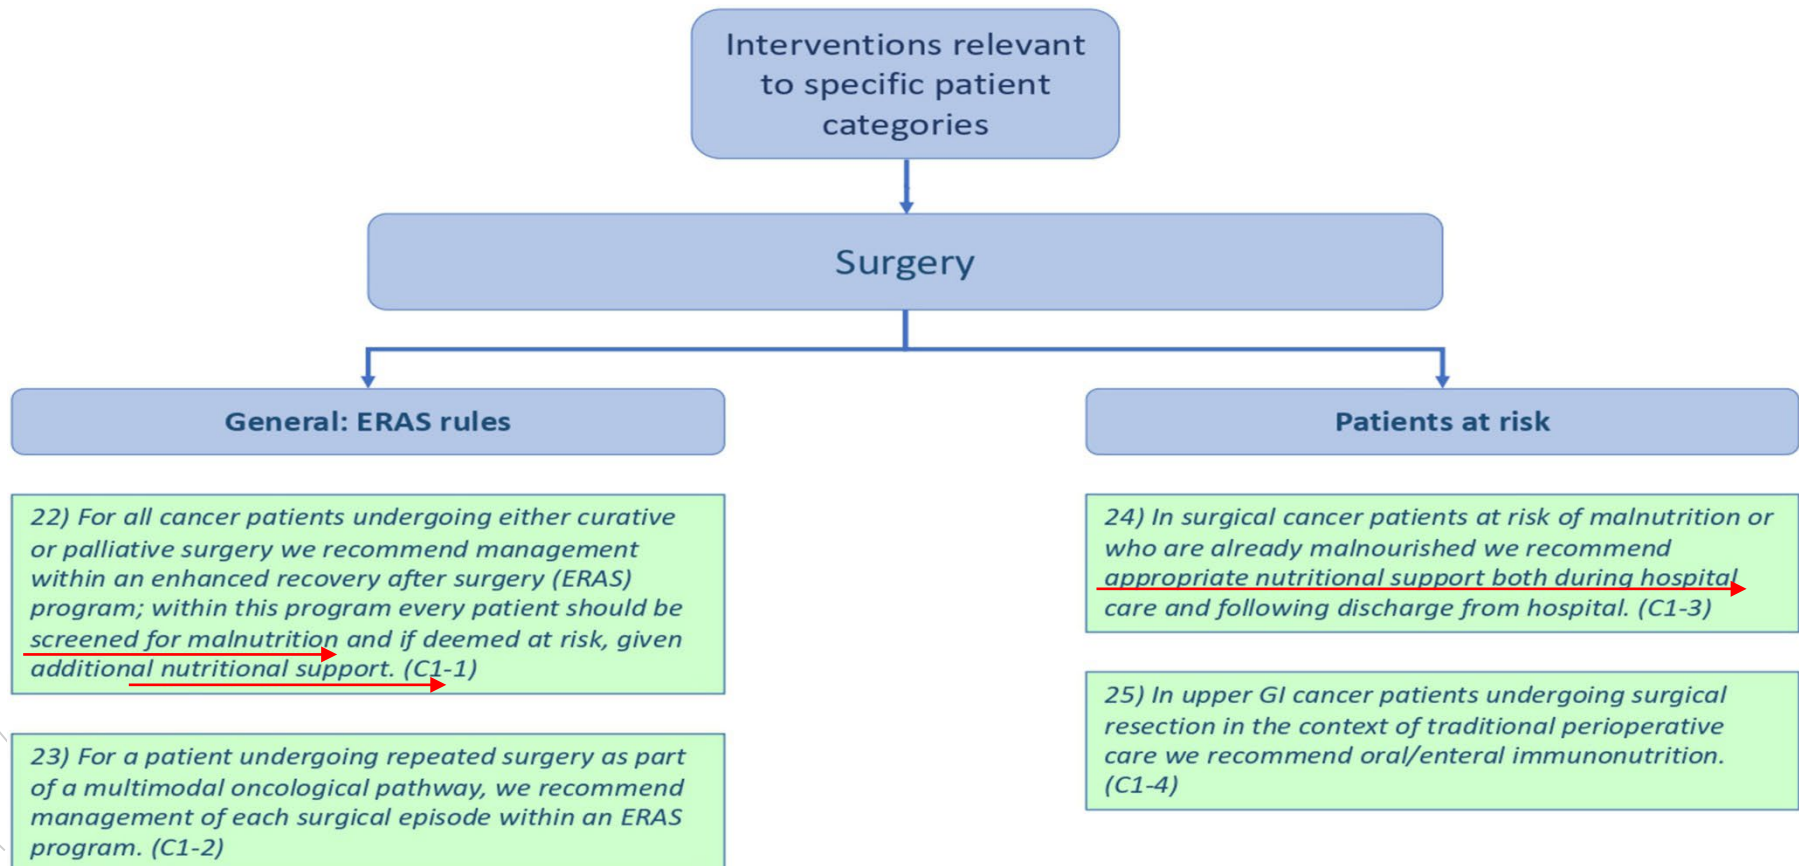 Interventions relevant
to specific patient
categories
Surgery
General: ERAS rules
22) For all cancer patients undergoing either curative
or palliative surgery we recommend management
within an enhanced recovery after surgery (ERAS)
program; within this program every patient should be
screened for malnutrition and if deemed at risk, given
additional nutritional support. (C1-1)
23) For a patient undergoing repeated surgery as part
of a multimodal oncological pathway, we recommend
management of each surgical episode within an ERAS
program. (C1-2)
Patients at risk
24) In surgical cancer patients at risk of malnutrition or
who are already malnourished we recommend
appropriate nutritional support both during hospital
care and following discharge from hospital. (C1-3)
25) In upper GI cancer patients undergoing surgical
resection in the context of traditional perioperative
care we recommend oral/enteral immunonutrition.
(C1-4)